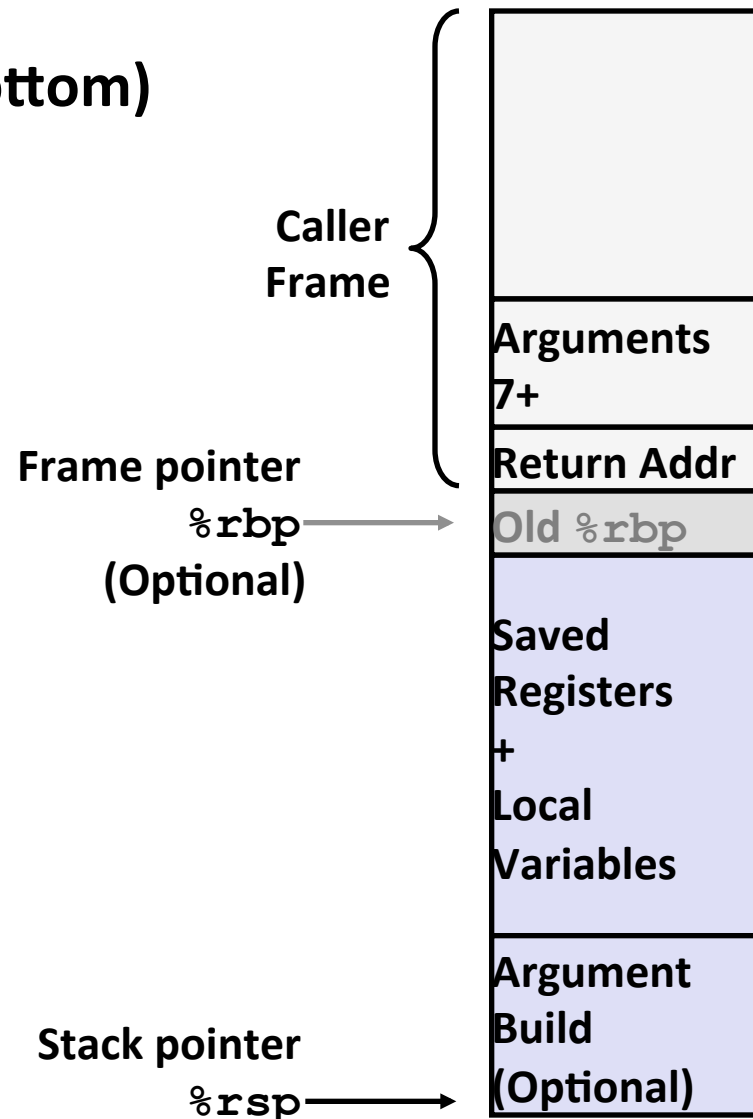 ottom)
Caller
Frame
Arguments
7+
Frame pointer
Return Addr
%rbp
Old %rbp
(Optional)
Saved
Registers
+
Local
Variables
Argument
Build
(Optional)
Stack pointer
%rsp